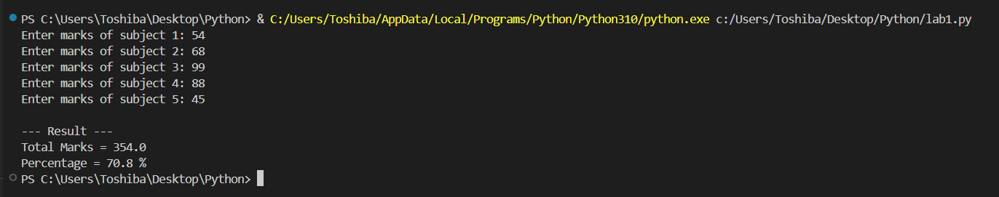 PS C:\Users\Toshiba\Desktop\Python> & C:/Users/Toshiba/AppData/Local/Programs/Python/Python310/python.exe c:/Users/Toshiba/Desktop/Python/lab1.py
Enter marks of subject 1: 54
Enter marks of subject 2: 68
Enter marks of subject 3: 99
Enter marks of subject 4: 88
Enter marks of subject 5: 45

--- Result ---
Total Marks = 354.0
Percentage = 70.8 %
PS C:\Users\Toshiba\Desktop\Python>